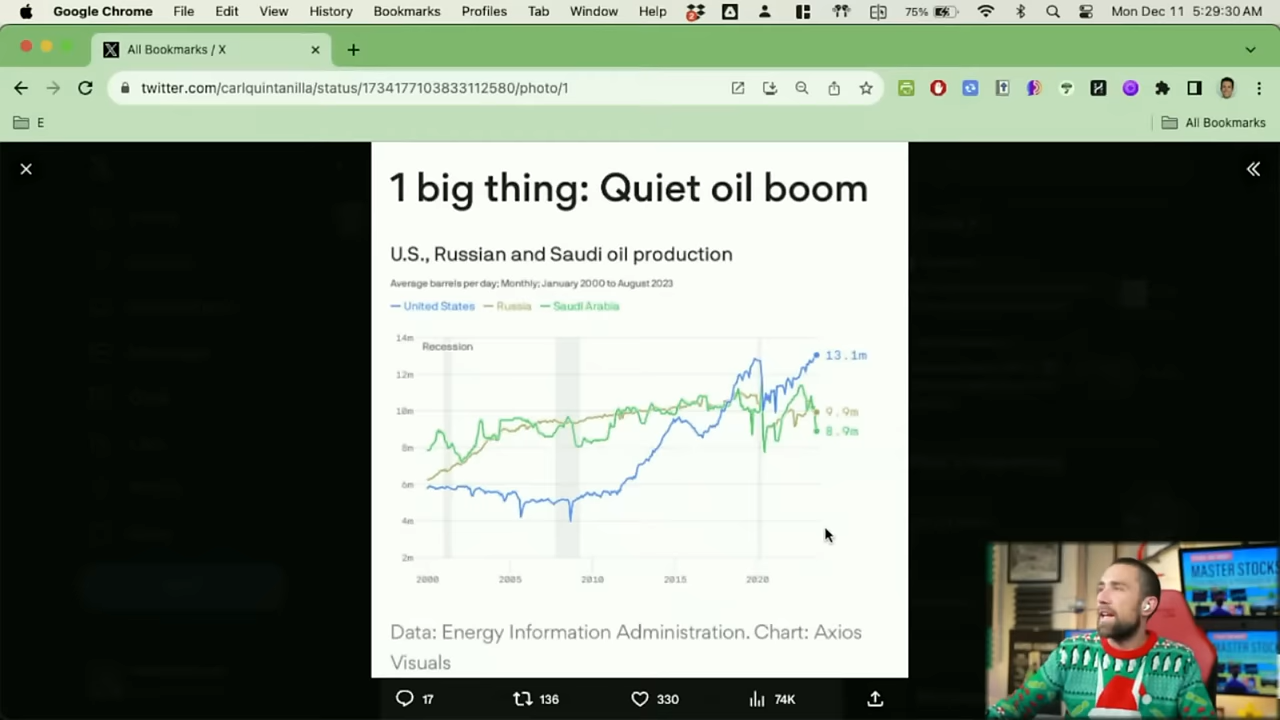 Google Chrome File Edit View History Bookmarks Profiles Tab Window Help 2 75% Mon Dec 11 5:29:30 AM
All Bookmarks / X
twitter.com/carlquintanilla/status/1734177103833112580/photo/1
E All Bookmarks
1 big thing: Quiet oil boom
U.S., Russian and Saudi oil production
Average barrels per day; Monthly; January 2000 to August 2023
United States Russia Saudi Arabia
14m
Recession
13.1m
12m
10m
9.9m
8.9m
8m
6m
4m
2m
2000 2005 2010 2015 2020
Data: Energy Information Administration. Chart: Axios
Visuals
MASTER STOCKS
MASTER STOCK
17 136 330 74K